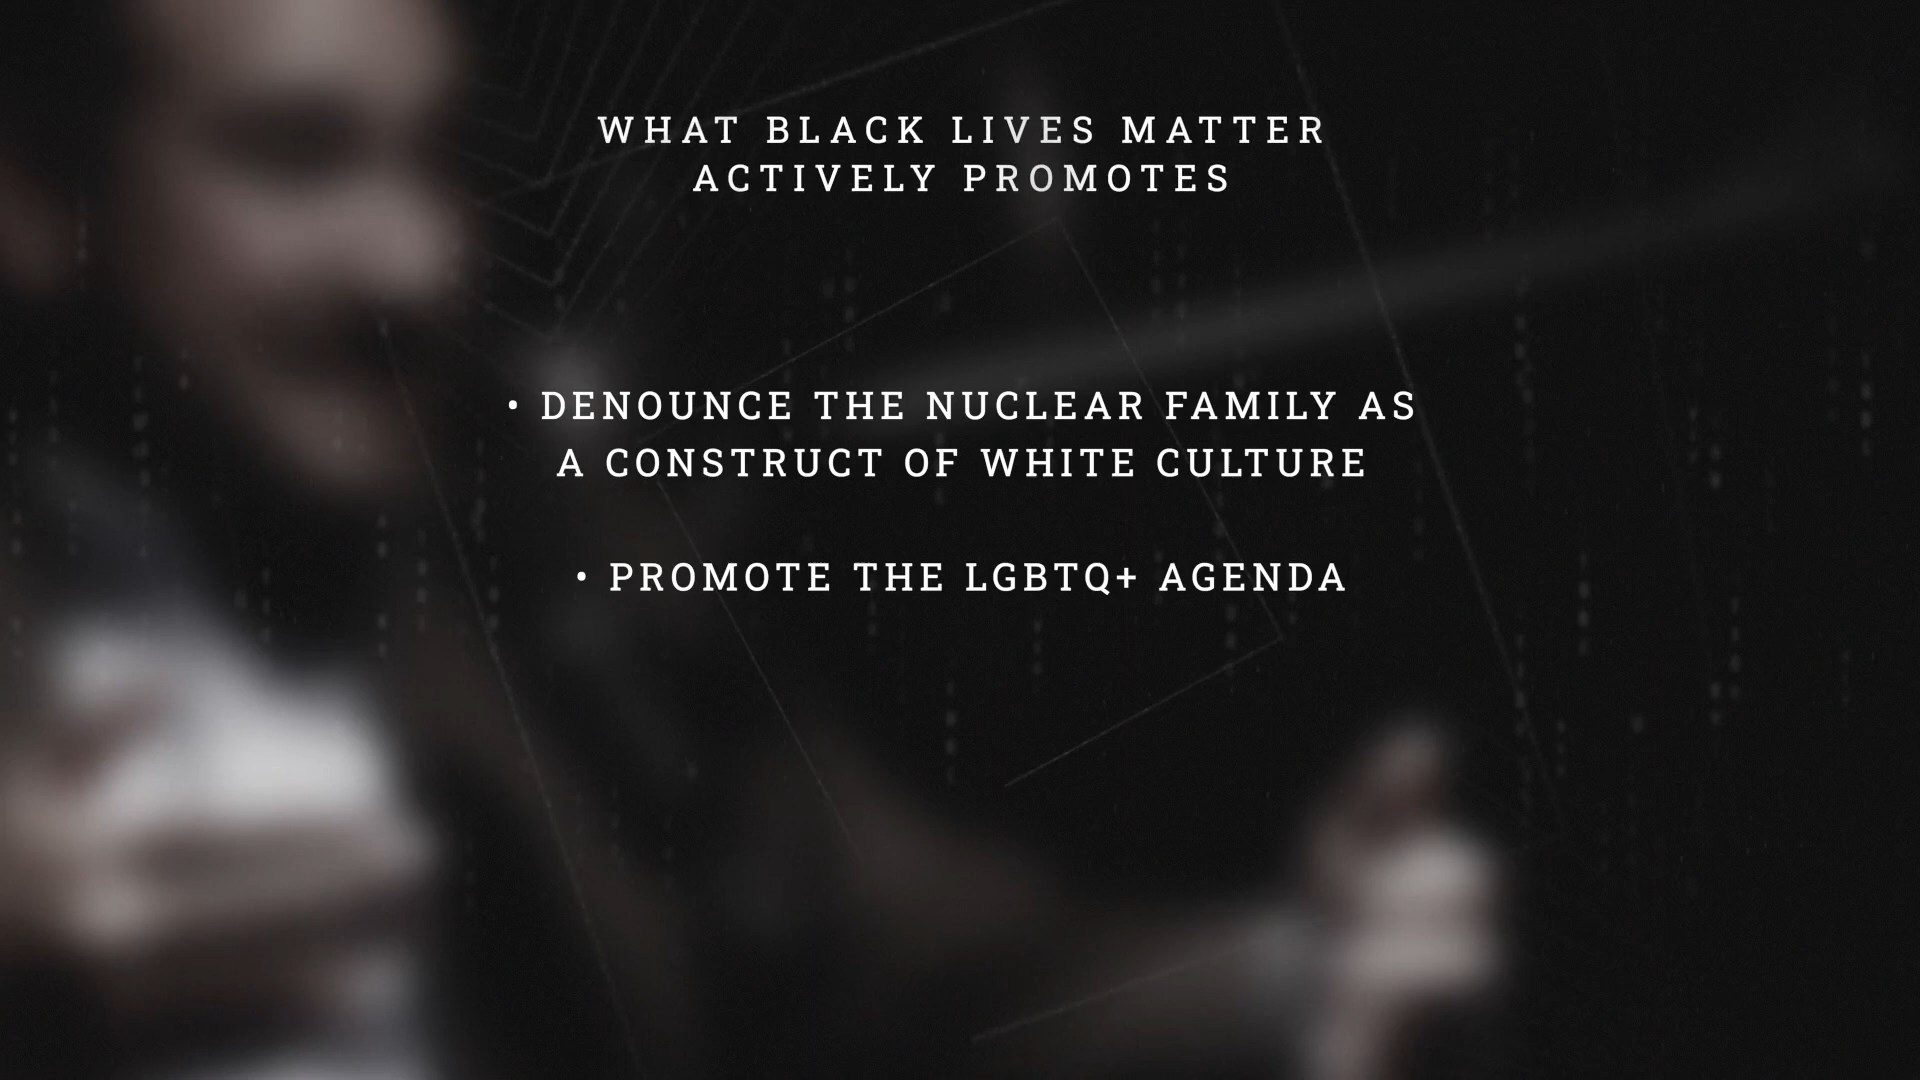 WHAT BLACK LIVES MATTER
ACTIVELY PROMOTES
• DENOUNCE THE NUCLEAR FAMILY AS
A CONSTRUCT OF WHITE CULTURE
• PROMOTE THE LGBTQ+ AGENDA